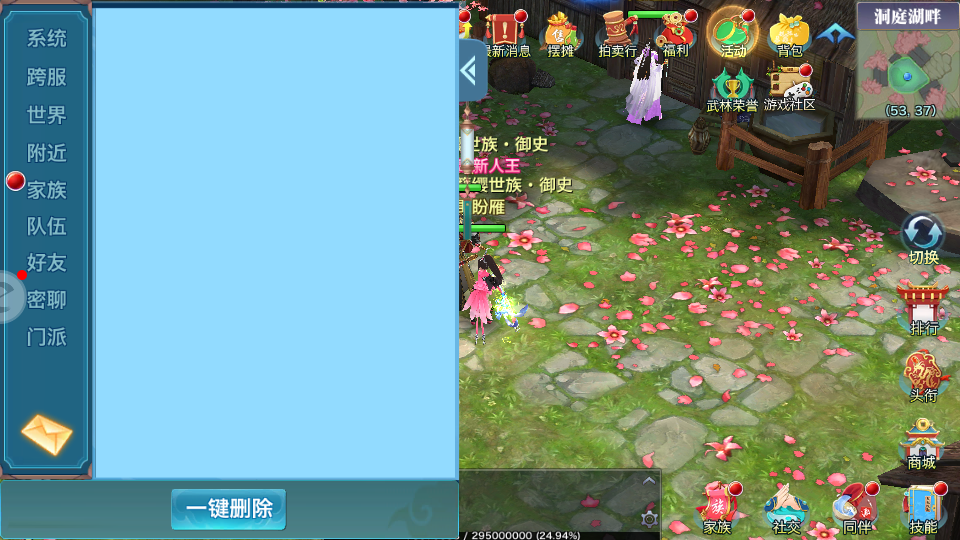 系统
跨服
世界
附近
家族
队伍
好友
密聊
门派
一键删除
最新消息
摆摊
售
拍卖行
福利
活动
背包
武林荣誉
游戏社区
洞庭湖畔
(53, 37)
世族·御史
新人王
缨世族·御史
盼雁
切换
排行
头衔
商城
族
家族
社交
同伴
技能
/ 295000000 (24.94%)